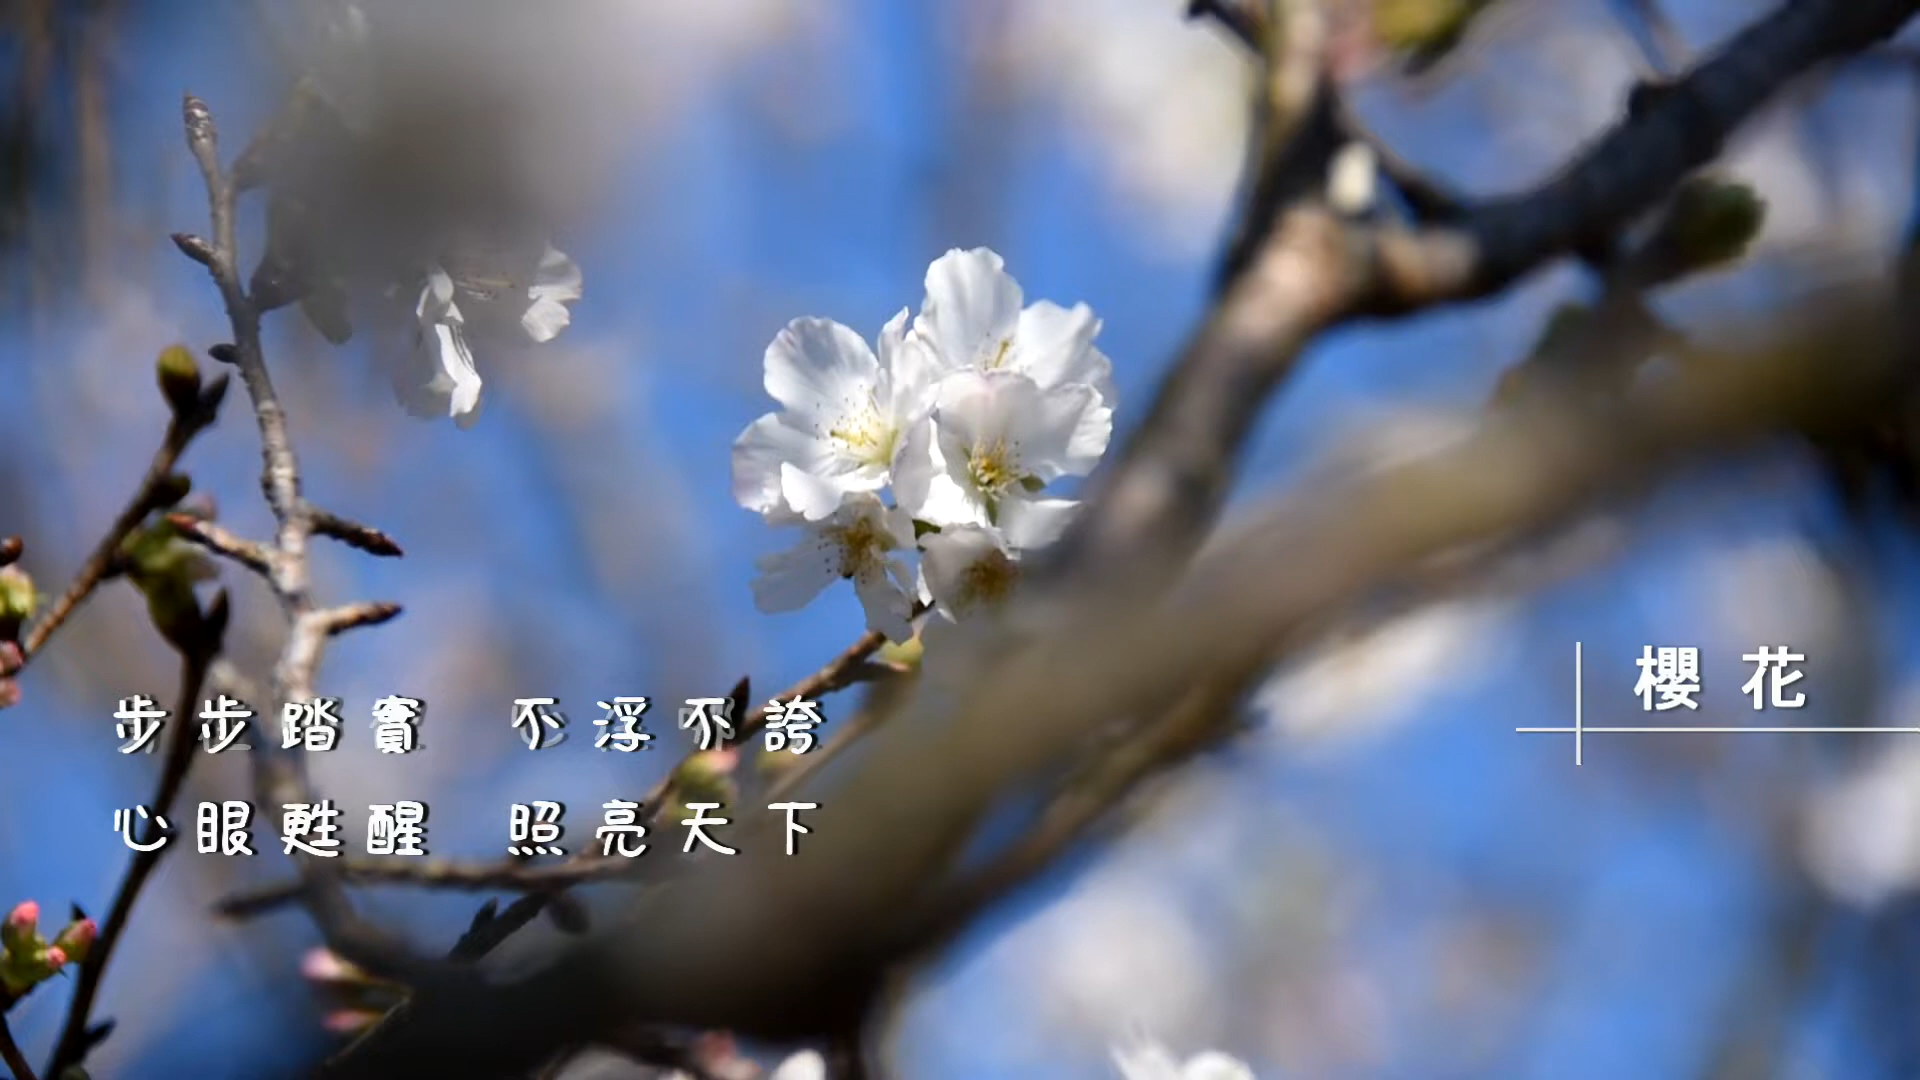 櫻花
步步踏實 不浮不誇
心眼甦醒 照亮天下